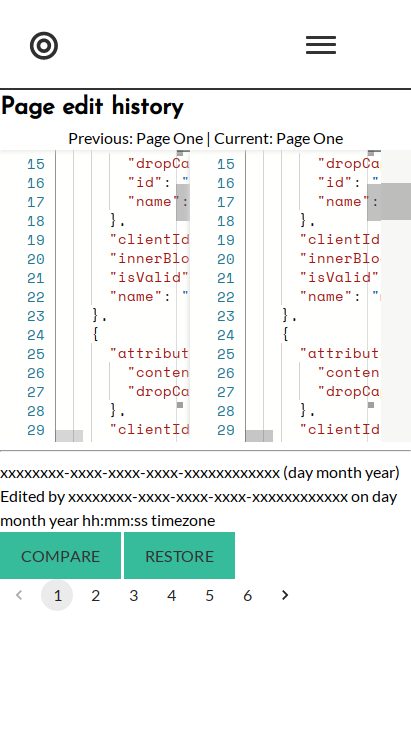 Page edit history
Previous: Page One | Current: Page One
15 "dropCa 15 "dropCa
16 "id": " 16 "id": "
17 "name": 17 "name":
18 }, 18 },
19 "clientId 19 "clientId
20 "innerBlo 20 "innerBlo
21 "isValid" 21 "isValid"
22 "name": " 22 "name": "
23 }, 23 },
24 { 24 {
25 "attribut 25 "attribut
26 "conten 26 "conten
27 "dropCa 27 "dropCa
28 }, 28 },
29 "clientId 29 "clientId
xxxxxxxx-xxxx-xxxx-xxxx-xxxxxxxxxxxx (day month year)
Edited by xxxxxxxx-xxxx-xxxx-xxxx-xxxxxxxxxxxx on day
month year hh:mm:ss timezone
COMPARE RESTORE
1 2 3 4 5 6